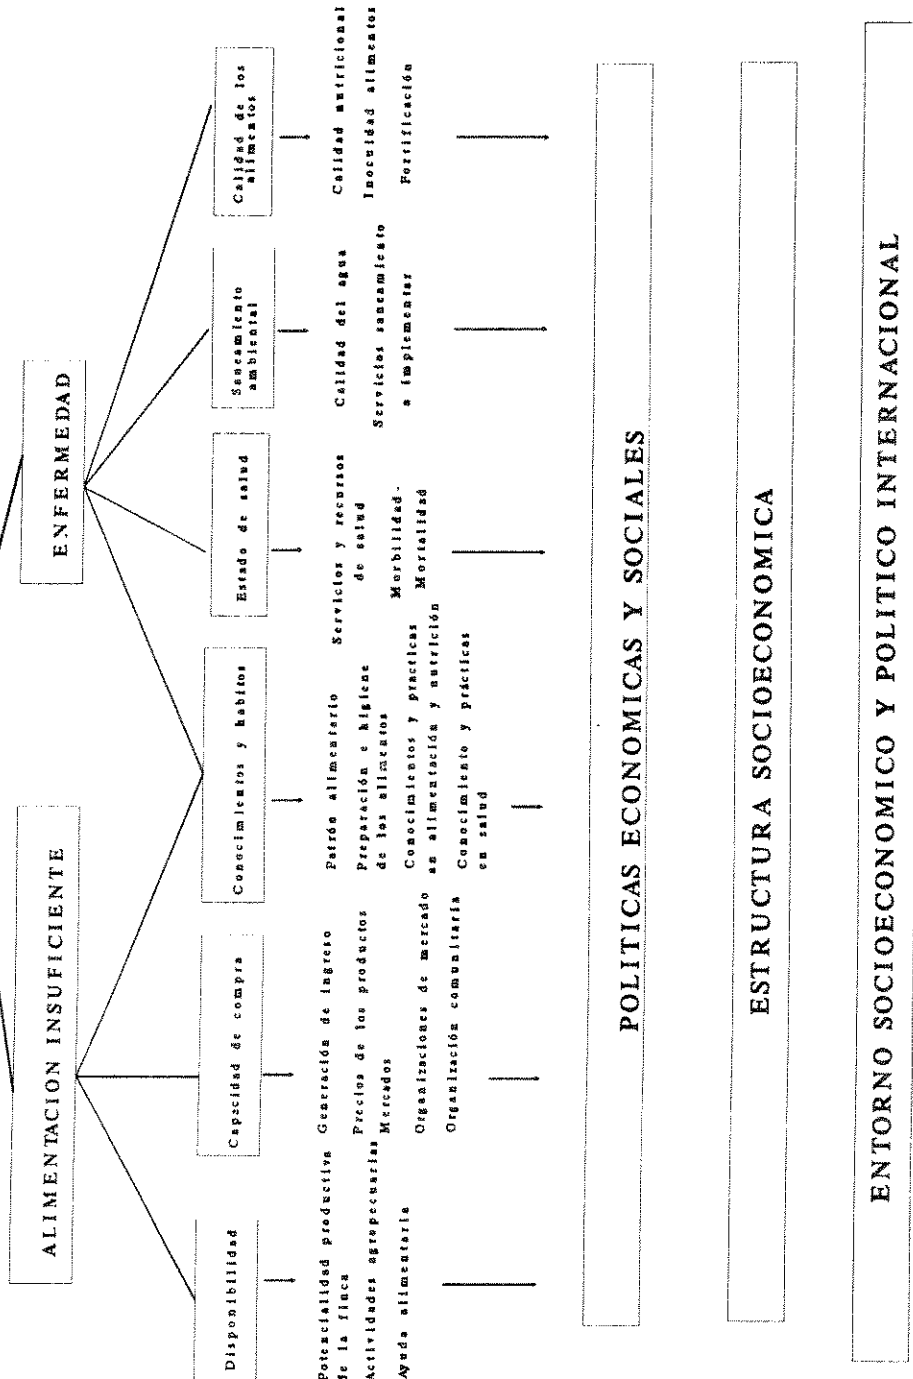 ALIMENTACION INSUFICIENTE
ENFERMEDAD
Disponibilidad
Capacidad de compra
Conocimientos y habitos
Estado de salud
Saneamiento
ambiental
Calidad de los
alimentos
Potencialidad productiva
de la finca
Actividades agropecuarias
Ayuda alimentaria
Generación de ingreso
Precios de los productos
Mercados
Organizaciones de mercado
Organización comunitaria
Patrón alimentario
Preparación e higiene
de los alimentos
Conocimientos y practicas
an alimentación y nutrición
Conocimiento y prácticas
en salud
Servicios y recursos
de salud
Morbilidad-
Mortalidad
Calidad del agua
Servicios saneamiento
a implementar
Calidad nutricional
Inocuidad alimentos
Fortificación
POLITICAS ECONOMICAS Y SOCIALES
ESTRUCTURA SOCIOECONOMICA
ENTORNO SOCIOECONOMICO Y POLITICO INTERNACIONAL